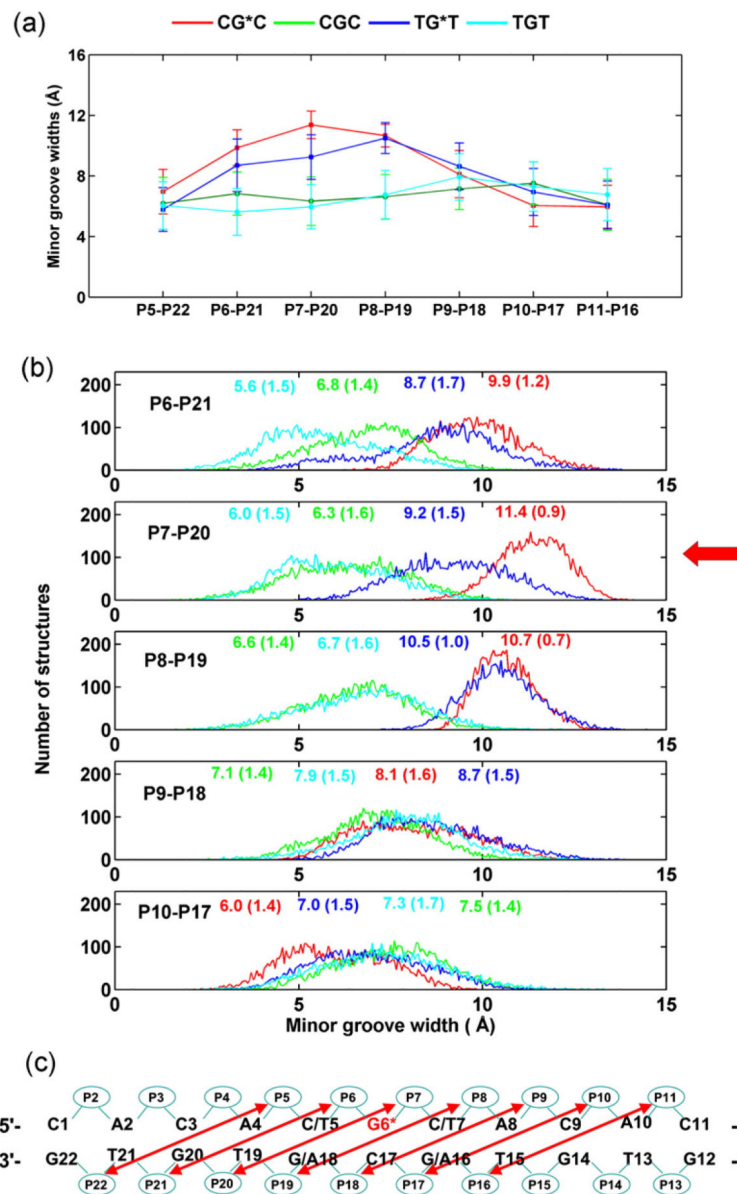 (a)
CG*C CGC TG*T TGT
Minor groove widths (Å)
16
12
8
4
0
P5-P22 P6-P21 P7-P20 P8-P19 P9-P18 P10-P17 P11-P16
(b)
Number of structures
200
100
0
P6-P21
5.6 (1.5) 6.8 (1.4) 8.7 (1.7) 9.9 (1.2)
0 5 10 15
200
100
0
P7-P20
6.0 (1.5) 6.3 (1.6) 9.2 (1.5) 11.4 (0.9)
0 5 10 15
200
100
0
P8-P19
6.6 (1.4) 6.7 (1.6) 10.5 (1.0) 10.7 (0.7)
0 5 10 15
200
100
0
P9-P18
7.1 (1.4) 7.9 (1.5) 8.1 (1.6) 8.7 (1.5)
0 5 10 15
200
100
0
P10-P17
6.0 (1.4) 7.0 (1.5) 7.3 (1.7) 7.5 (1.4)
0 5 10 15
Minor groove width ( Å)
(c)
P2 P3 P4 P5 P6 P7 P8 P9 P10 P11
5'- C1 A2 C3 A4 C/T5 G6* C/T7 A8 C9 A10 C11 -
3'- G22 T21 G20 T19 G/A18 C17 G/A16 T15 G14 T13 G12 -
P22 P21 P20 P19 P18 P17 P16 P15 P14 P13